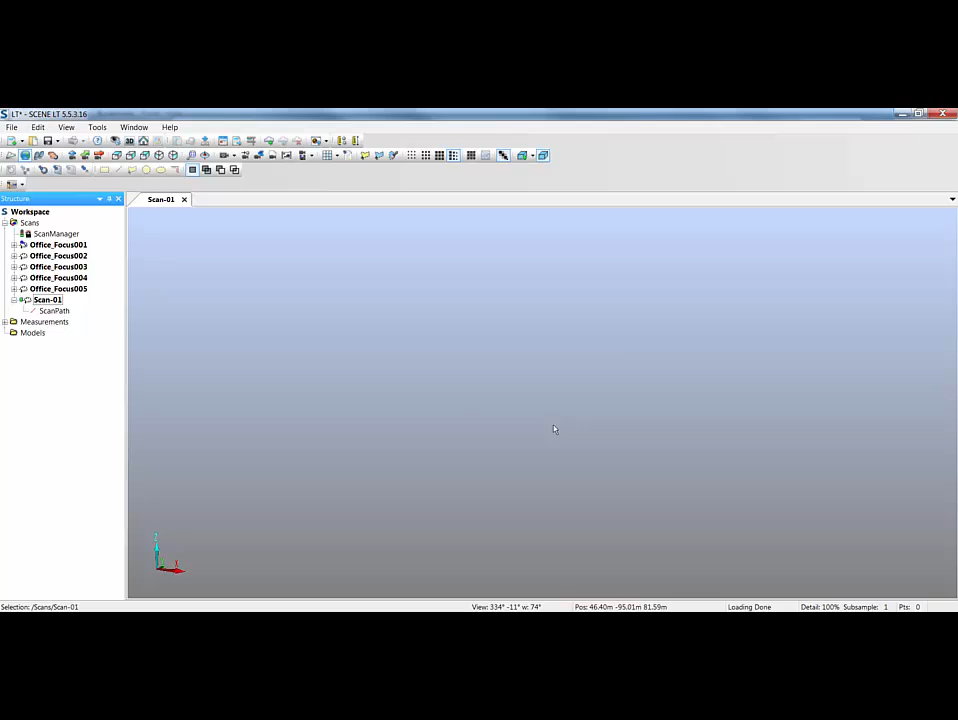 LT* - SCENE LT 5.5.3.16
File Edit View Tools Window Help
Structure
Scan-01
Workspace
Scans
ScanManager
Office_Focus001
Office_Focus002
Office_Focus003
Office_Focus004
Office_Focus005
Scan-01
ScanPath
Measurements
Models
Z
X
Selection: /Scans/Scan-01 View: 334° -11° w: 74° Pos: 46.40m -95.01m 81.59m Loading Done Detail: 100% Subsample: 1 Pts: 0